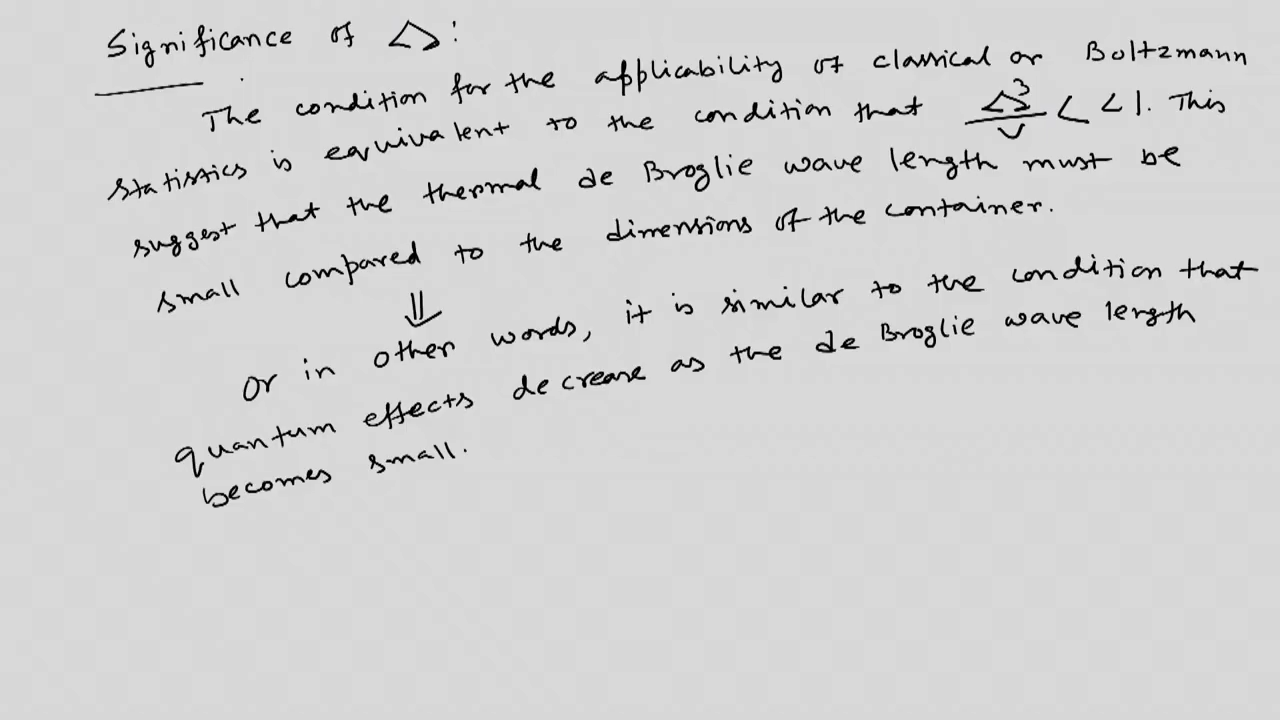 Significance of Λ:
The condition for the applicability of classical or Boltzmann
statistics is equivalent to the condition that Λ³/V << 1. This
suggest that the thermal de Broglie wave length must be
small compared to the dimensions of the container.
⇓
Or in other words, it is similar to the condition that
quantum effects decrease as the de Broglie wave length
becomes small.